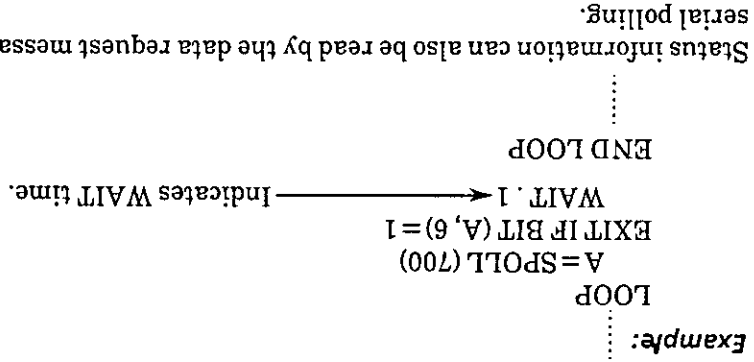 Example:
LOOP
A=SPOLL (700)
EXIT IF BIT (A, 6)=1
WAIT . 1 Indicates WAIT time.
END LOOP
Status information can also be read by the data request messa
serial polling.